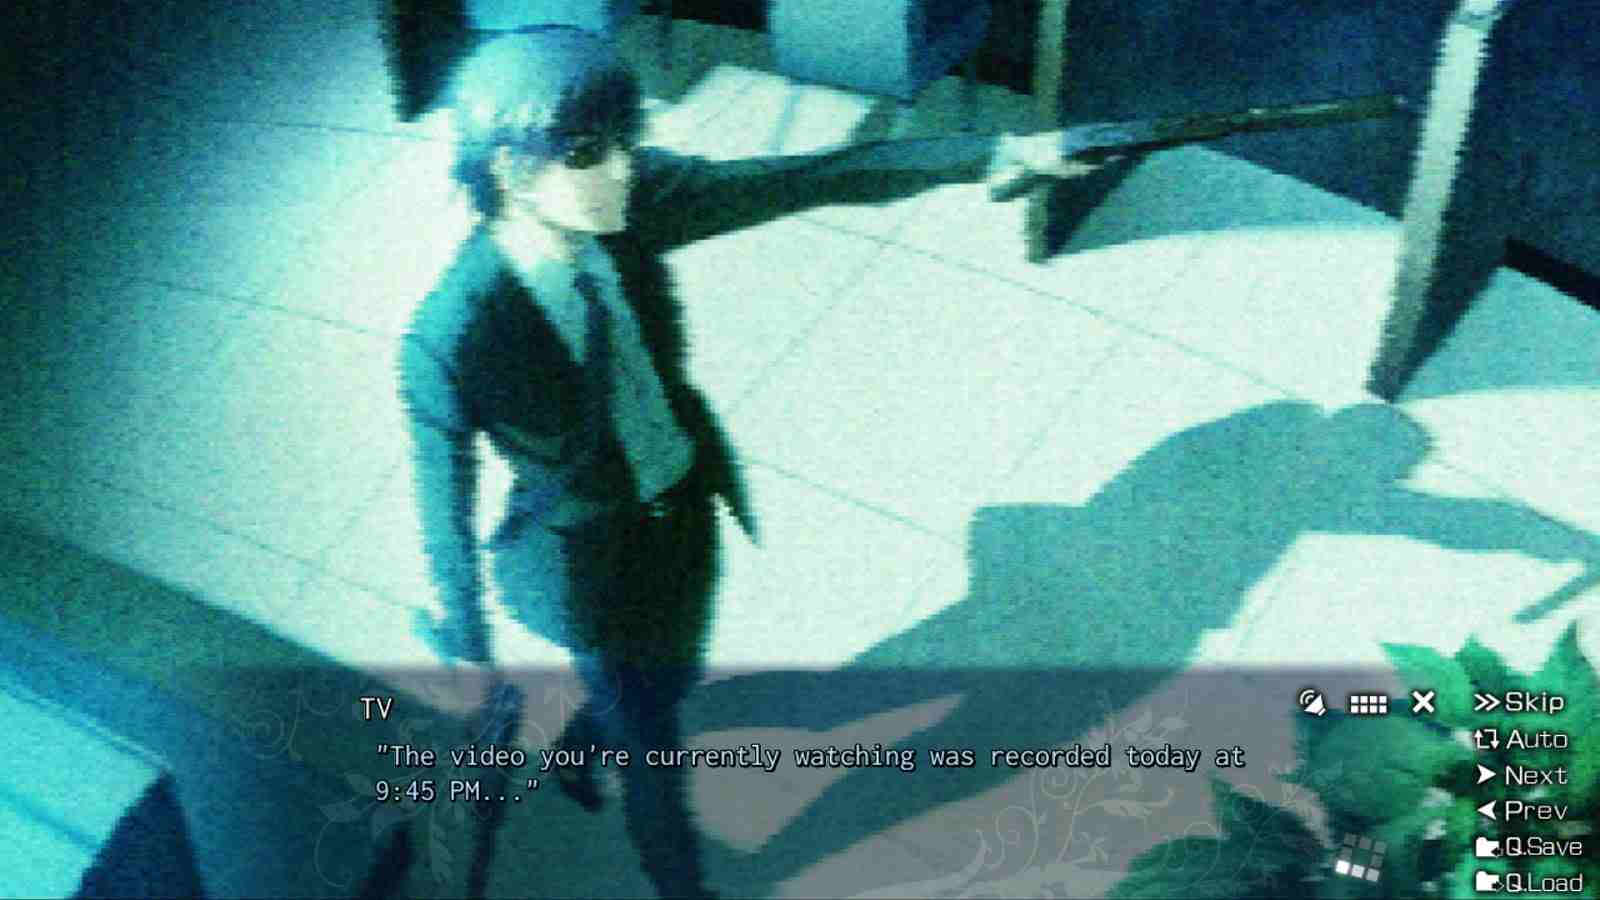 TV
"The video you're currently watching was recorded today at
9:45 PM..."
Skip
Auto
Next
Prev
Q.Save
Q.Load